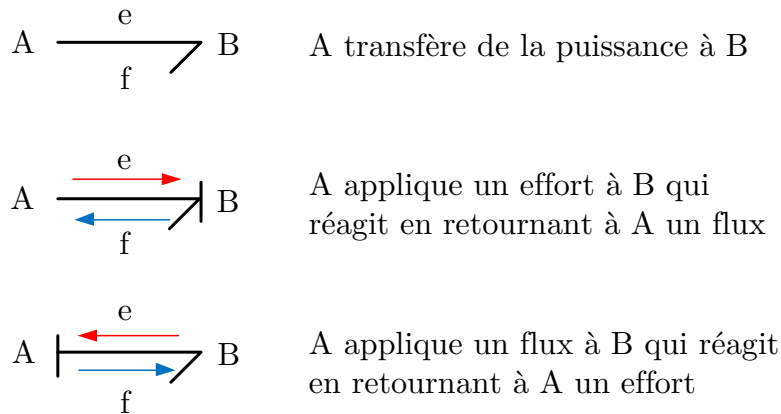 e
A B A transfère de la puissance à B
f
e
A B A applique un effort à B qui
réagit en retournant à A un flux
f
e
A B A applique un flux à B qui réagit
en retournant à A un effort
f